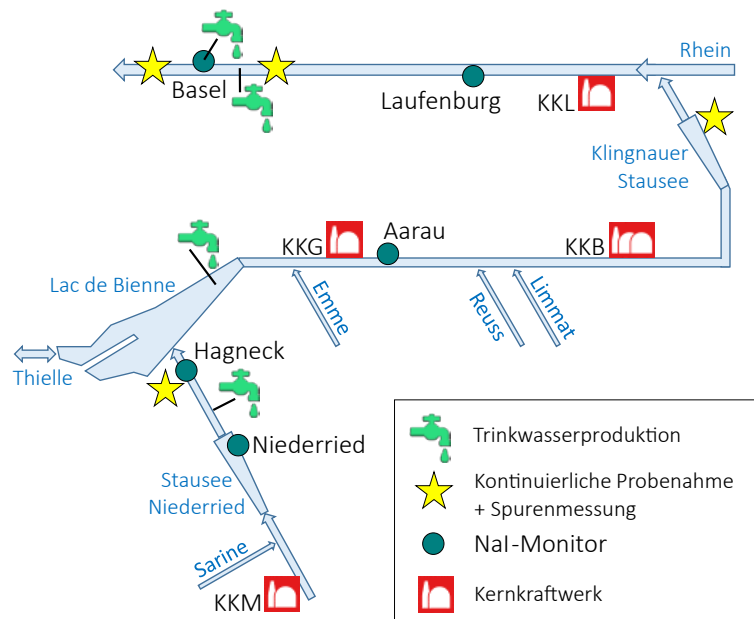 Rhein
Basel
Laufenburg
KKL
Klingnauer
Stausee
KKG
Aarau
KKB
Lac de Bienne
Emme
Reuss
Limmat
Thielle
Hagneck
Niederried
Stausee
Niederried
Sarine
KKM
Trinkwasserproduktion
Kontinuierliche Probenahme
+ Spurenmessung
NaI-Monitor
Kernkraftwerk